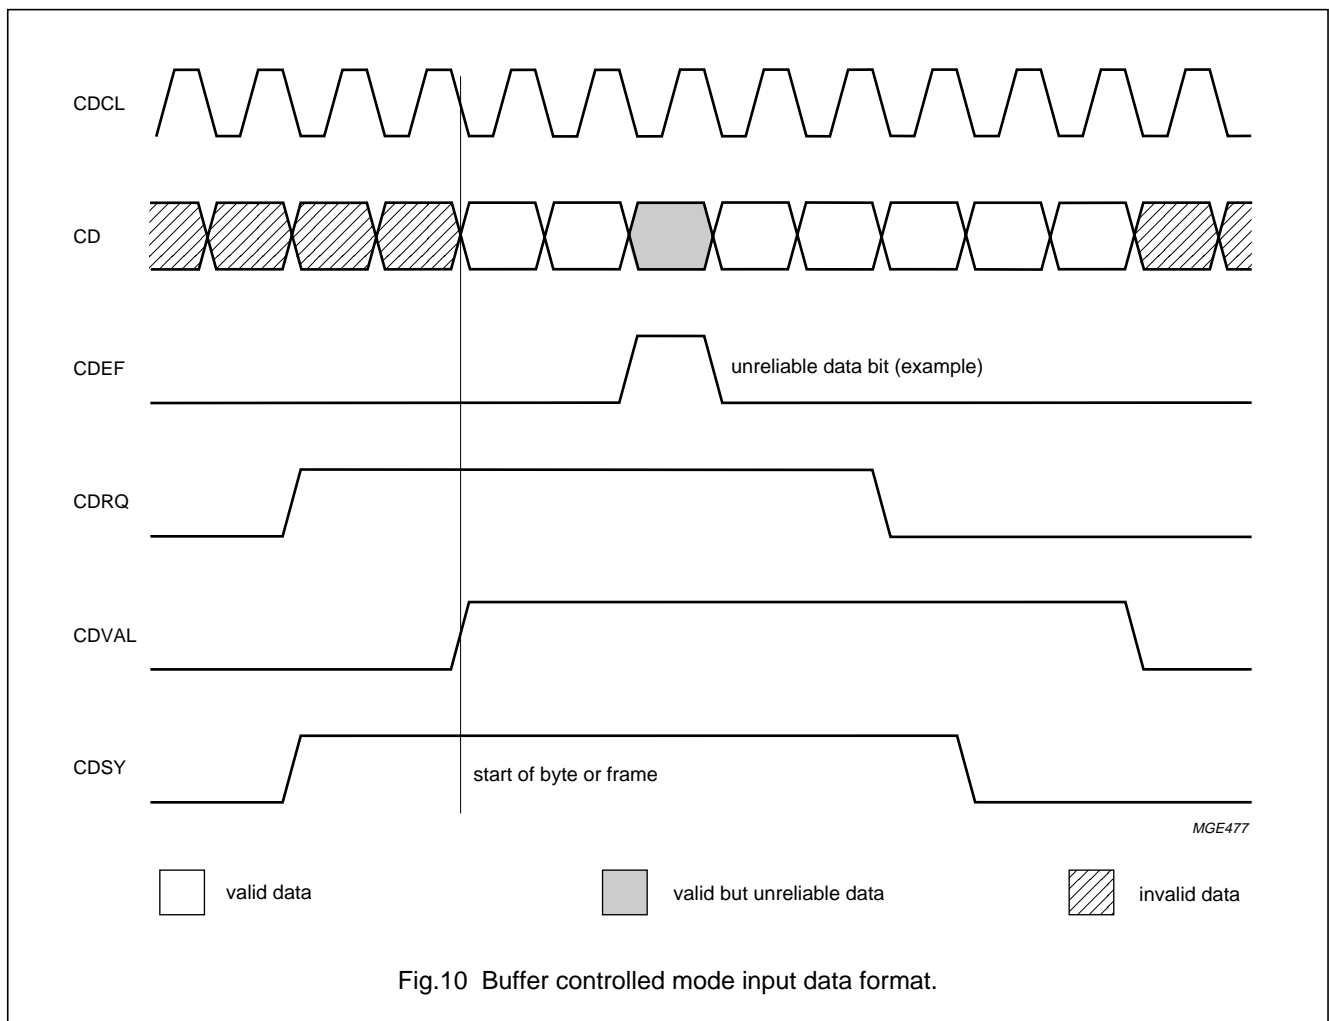 CDCL
CD
CDEF
unreliable data bit (example)
CDRQ
CDVAL
CDSY
start of byte or frame
MGE477
valid data
valid but unreliable data
invalid data
Fig.10 Buffer controlled mode input data format.